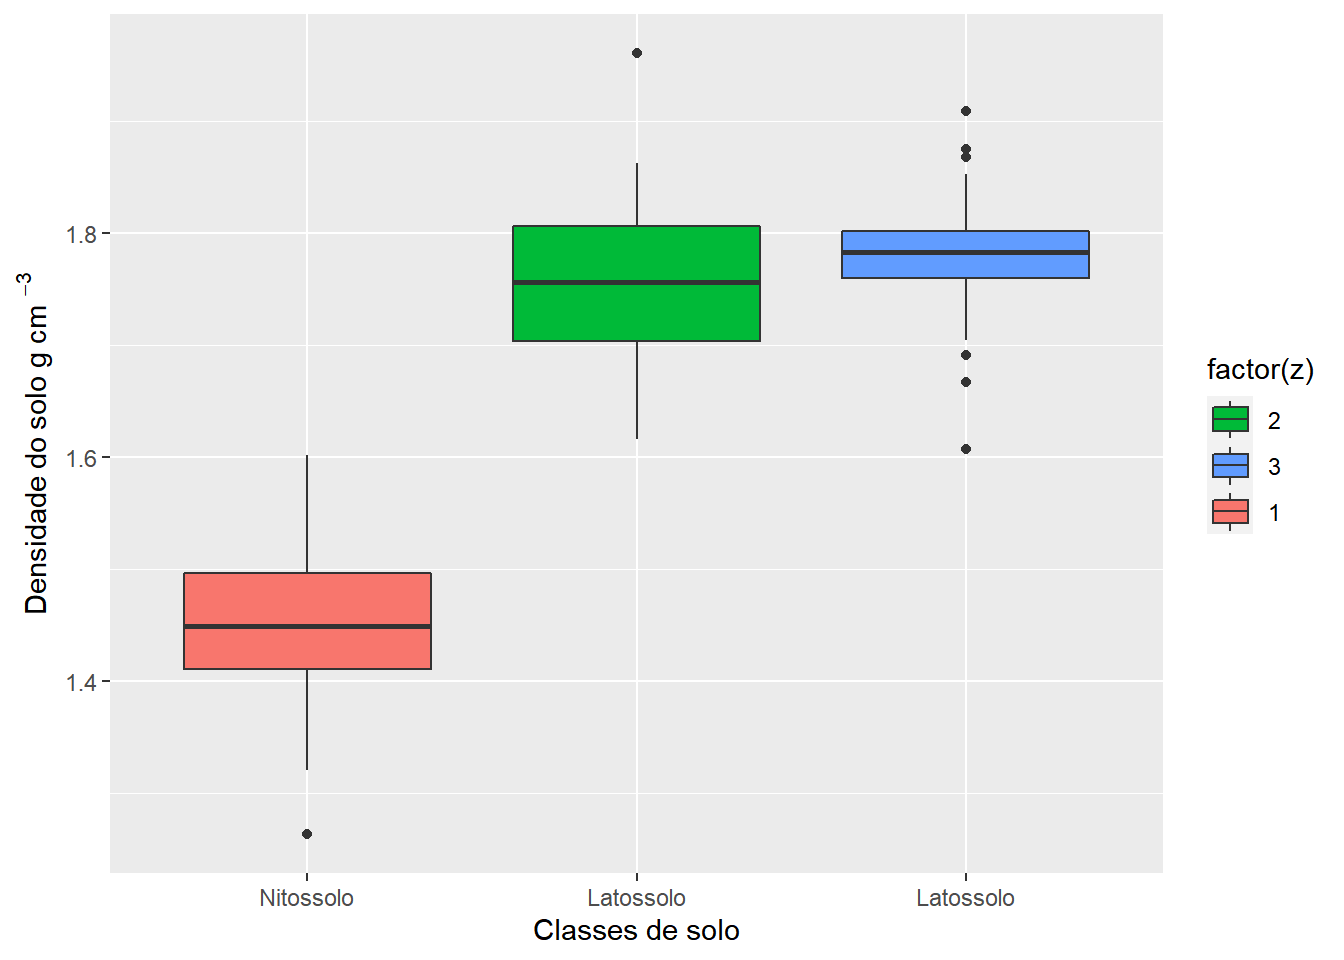 Densidade do solo g cm −3
1.8
1.6
1.4
Nitossolo Latossolo Latossolo
Classes de solo
factor(z)
2
3
1